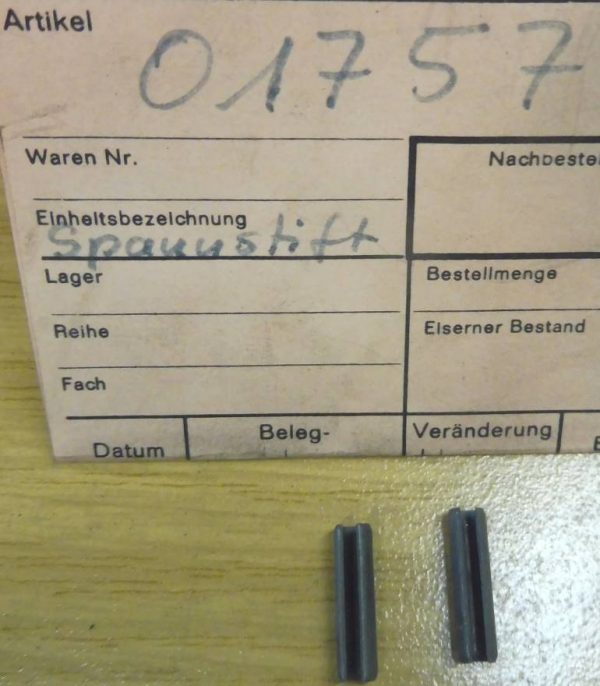 Artikel 01757
Waren Nr.
Nachbestel
Einheitsbezeichnung
Spannstift
Lager
Bestellmenge
Reihe
Eiserner Bestand
Fach
Datum
Beleg-
Veränderung